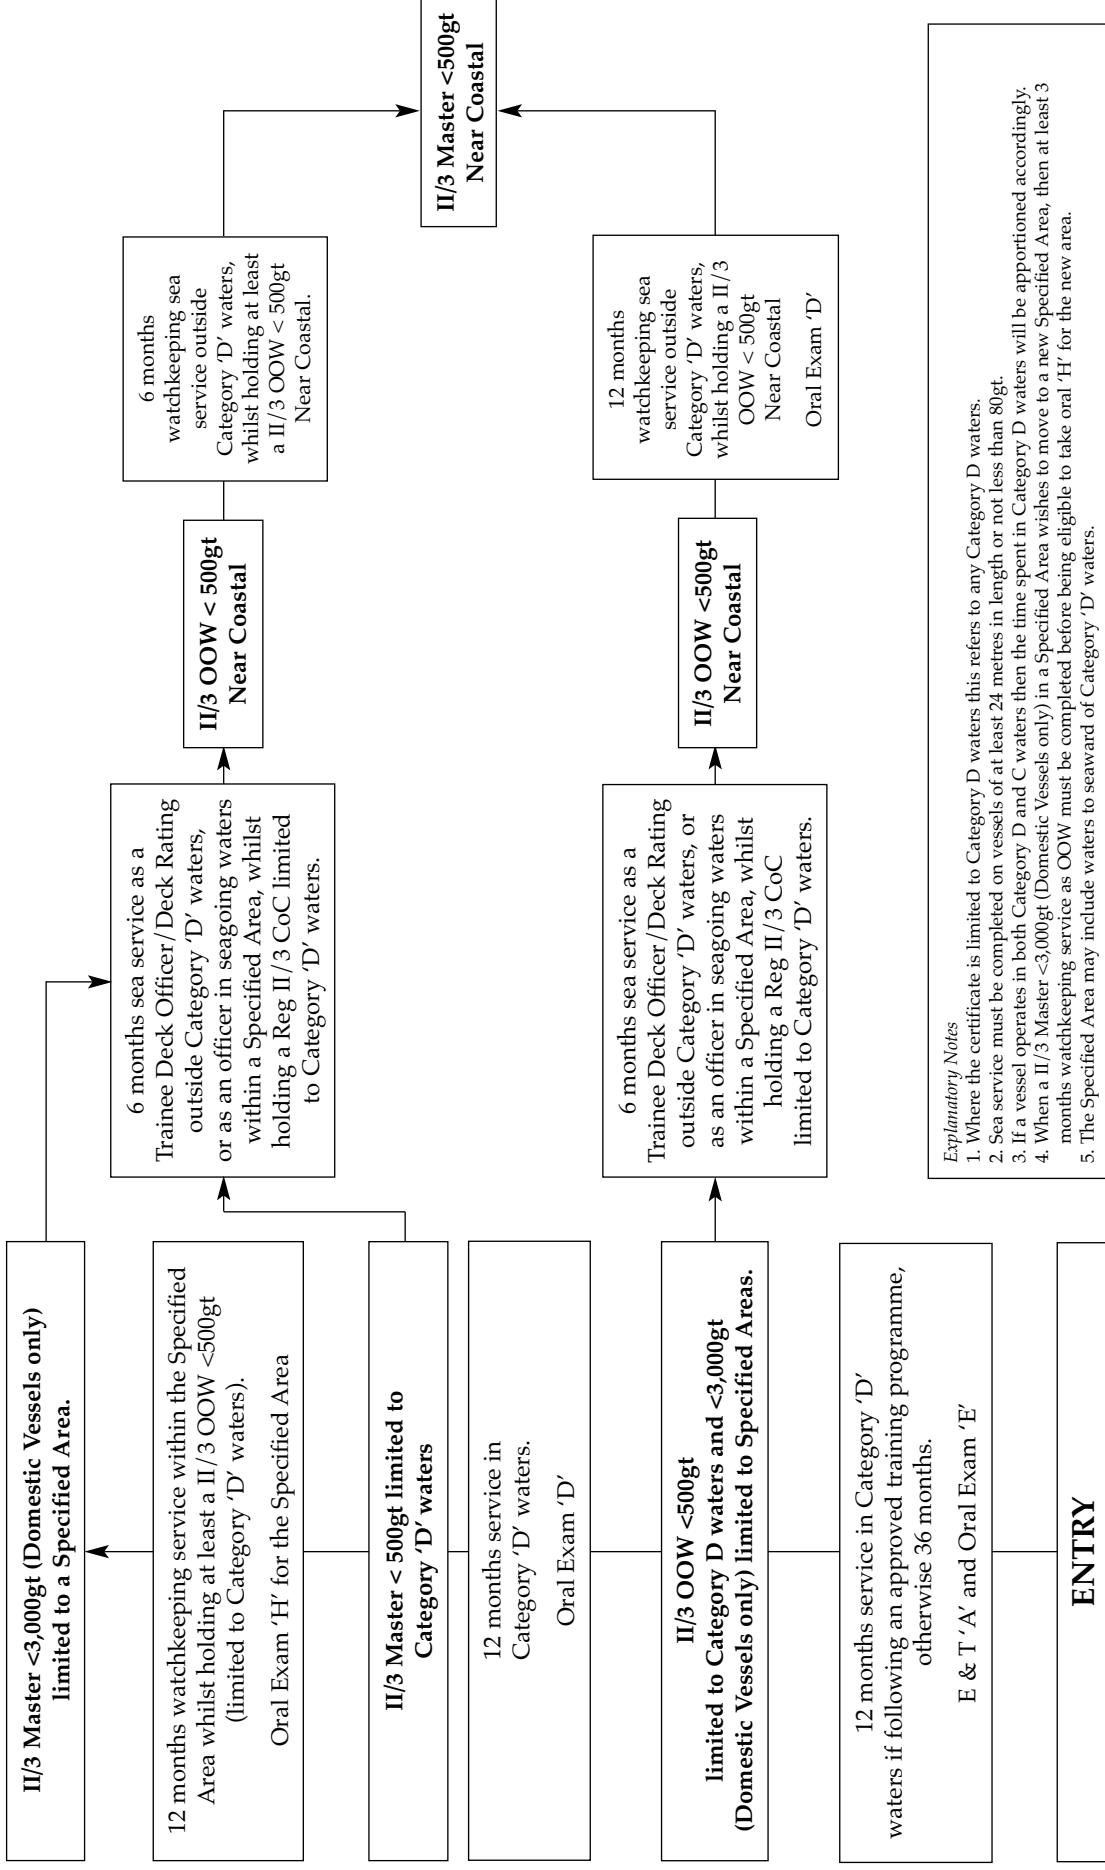 II/3 Master <3,000gt (Domestic Vessels only)
limited to a Specified Area.
12 months watchkeeping service within the Specified
Area whilst holding at least a II/3 OOW <500gt
(limited to Category 'D' waters).
Oral Exam 'H' for the Specified Area
II/3 Master < 500gt limited to
Category 'D' waters
12 months service in
Category 'D' waters.
Oral Exam 'D'
II/3 OOW <500gt
limited to Category D waters and <3,000gt
(Domestic Vessels only) limited to Specified Areas.
12 months service in Category 'D'
waters if following an approved training programme,
otherwise 36 months.
E & T 'A' and Oral Exam 'E'
ENTRY
6 months sea service as a
Trainee Deck Officer/Deck Rating
outside Category 'D' waters,
or as an officer in seagoing waters
within a Specified Area, whilst
holding a Reg II/3 CoC limited
to Category 'D' waters.
II/3 OOW < 500gt
Near Coastal
6 months
watchkeeping sea
service outside
Category 'D' waters,
whilst holding at least
a II/3 OOW < 500gt
Near Coastal.
II/3 Master <500gt
Near Coastal
6 months sea service as a
Trainee Deck Officer/Deck Rating
outside Category 'D' waters, or
as an officer in seagoing waters
within a Specified Area, whilst
holding a Reg II/3 CoC
limited to Category 'D' waters.
II/3 OOW <500gt
Near Coastal
12 months
watchkeeping sea
service outside
Category 'D' waters,
whilst holding a II/3
OOW < 500gt
Near Coastal
Oral Exam 'D'
Explanatory Notes
1. Where the certificate is limited to Category D waters this refers to any Category D waters.
2. Sea service must be completed on vessels of at least 24 metres in length or not less than 80gt.
3. If a vessel operates in both Category D and C waters then the time spent in Category D waters will be apportioned accordingly.
4. When a II/3 Master <3,000gt (Domestic Vessels only) in a Specified Area wishes to move to a new Specified Area, then at least 3
months watchkeeping service as OOW must be completed before being eligible to take oral 'H' for the new area.
5. The Specified Area may include waters to seaward of Category 'D' waters.